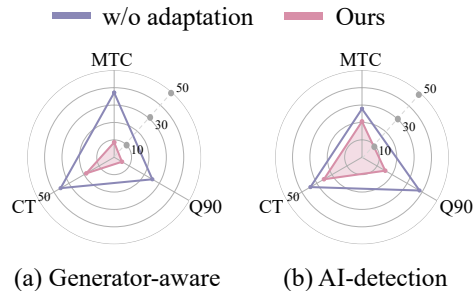 w/o adaptation Ours
MTC MTC
50 50
30 30
10 10
50 50
CT Q90 CT Q90
(a) Generator-aware (b) AI-detection